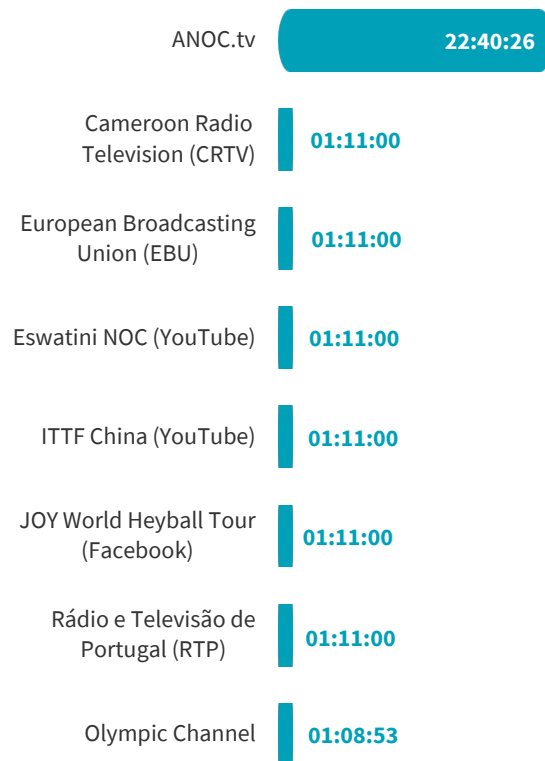 ANOC.tv
22:40:26
Cameroon Radio
Television (CRTV)
01:11:00
European Broadcasting
Union (EBU)
01:11:00
Eswatini NOC (YouTube)
01:11:00
ITTF China (YouTube)
01:11:00
JOY World Heyball Tour
(Facebook)
01:11:00
Rádio e Televisão de
Portugal (RTP)
01:11:00
Olympic Channel
01:08:53